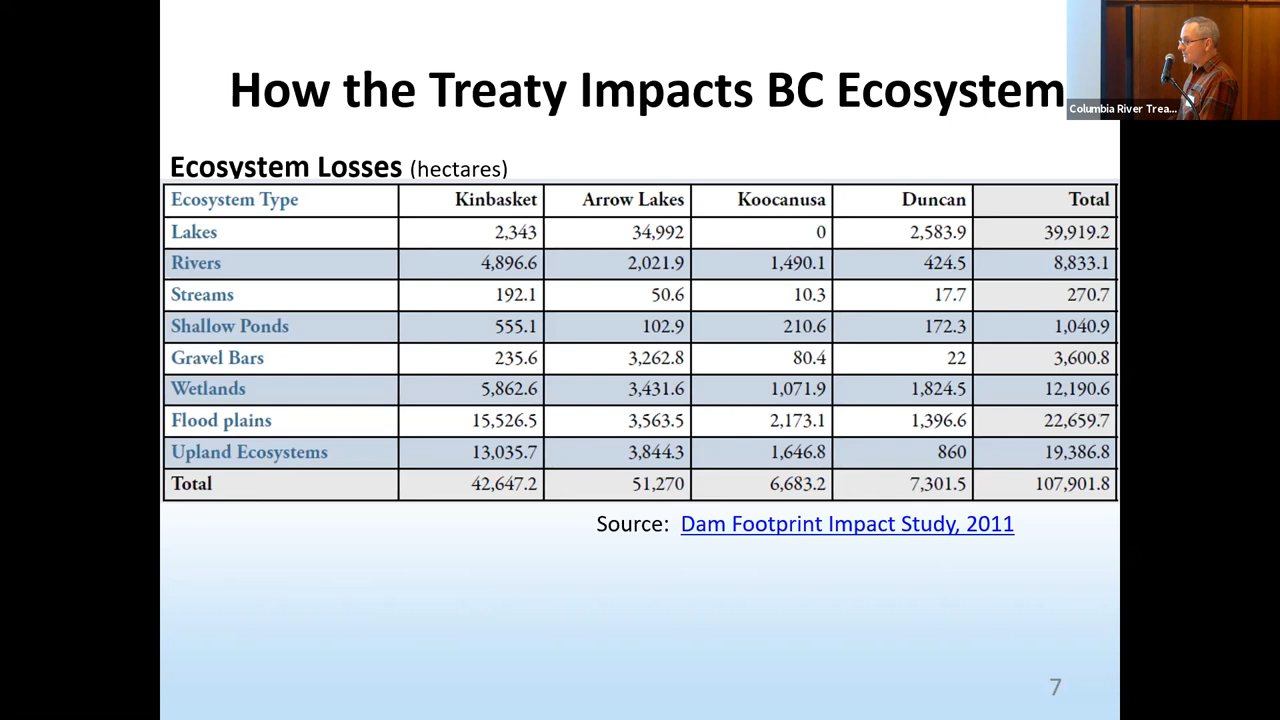 How the Treaty Impacts BC Ecosystem
Columbia River Trea...
Ecosystem Losses (hectares)
Ecosystem Type Kinbasket Arrow Lakes Koocanusa Duncan Total
Lakes 2,343 34,992 0 2,583.9 39,919.2
Rivers 4,896.6 2,021.9 1,490.1 424.5 8,833.1
Streams 192.1 50.6 10.3 17.7 270.7
Shallow Ponds 555.1 102.9 210.6 172.3 1,040.9
Gravel Bars 235.6 3,262.8 80.4 22 3,600.8
Wetlands 5,862.6 3,431.6 1,071.9 1,824.5 12,190.6
Flood plains 15,526.5 3,563.5 2,173.1 1,396.6 22,659.7
Upland Ecosystems 13,035.7 3,844.3 1,646.8 860 19,386.8
Total 42,647.2 51,270 6,683.2 7,301.5 107,901.8
Source: Dam Footprint Impact Study, 2011
7